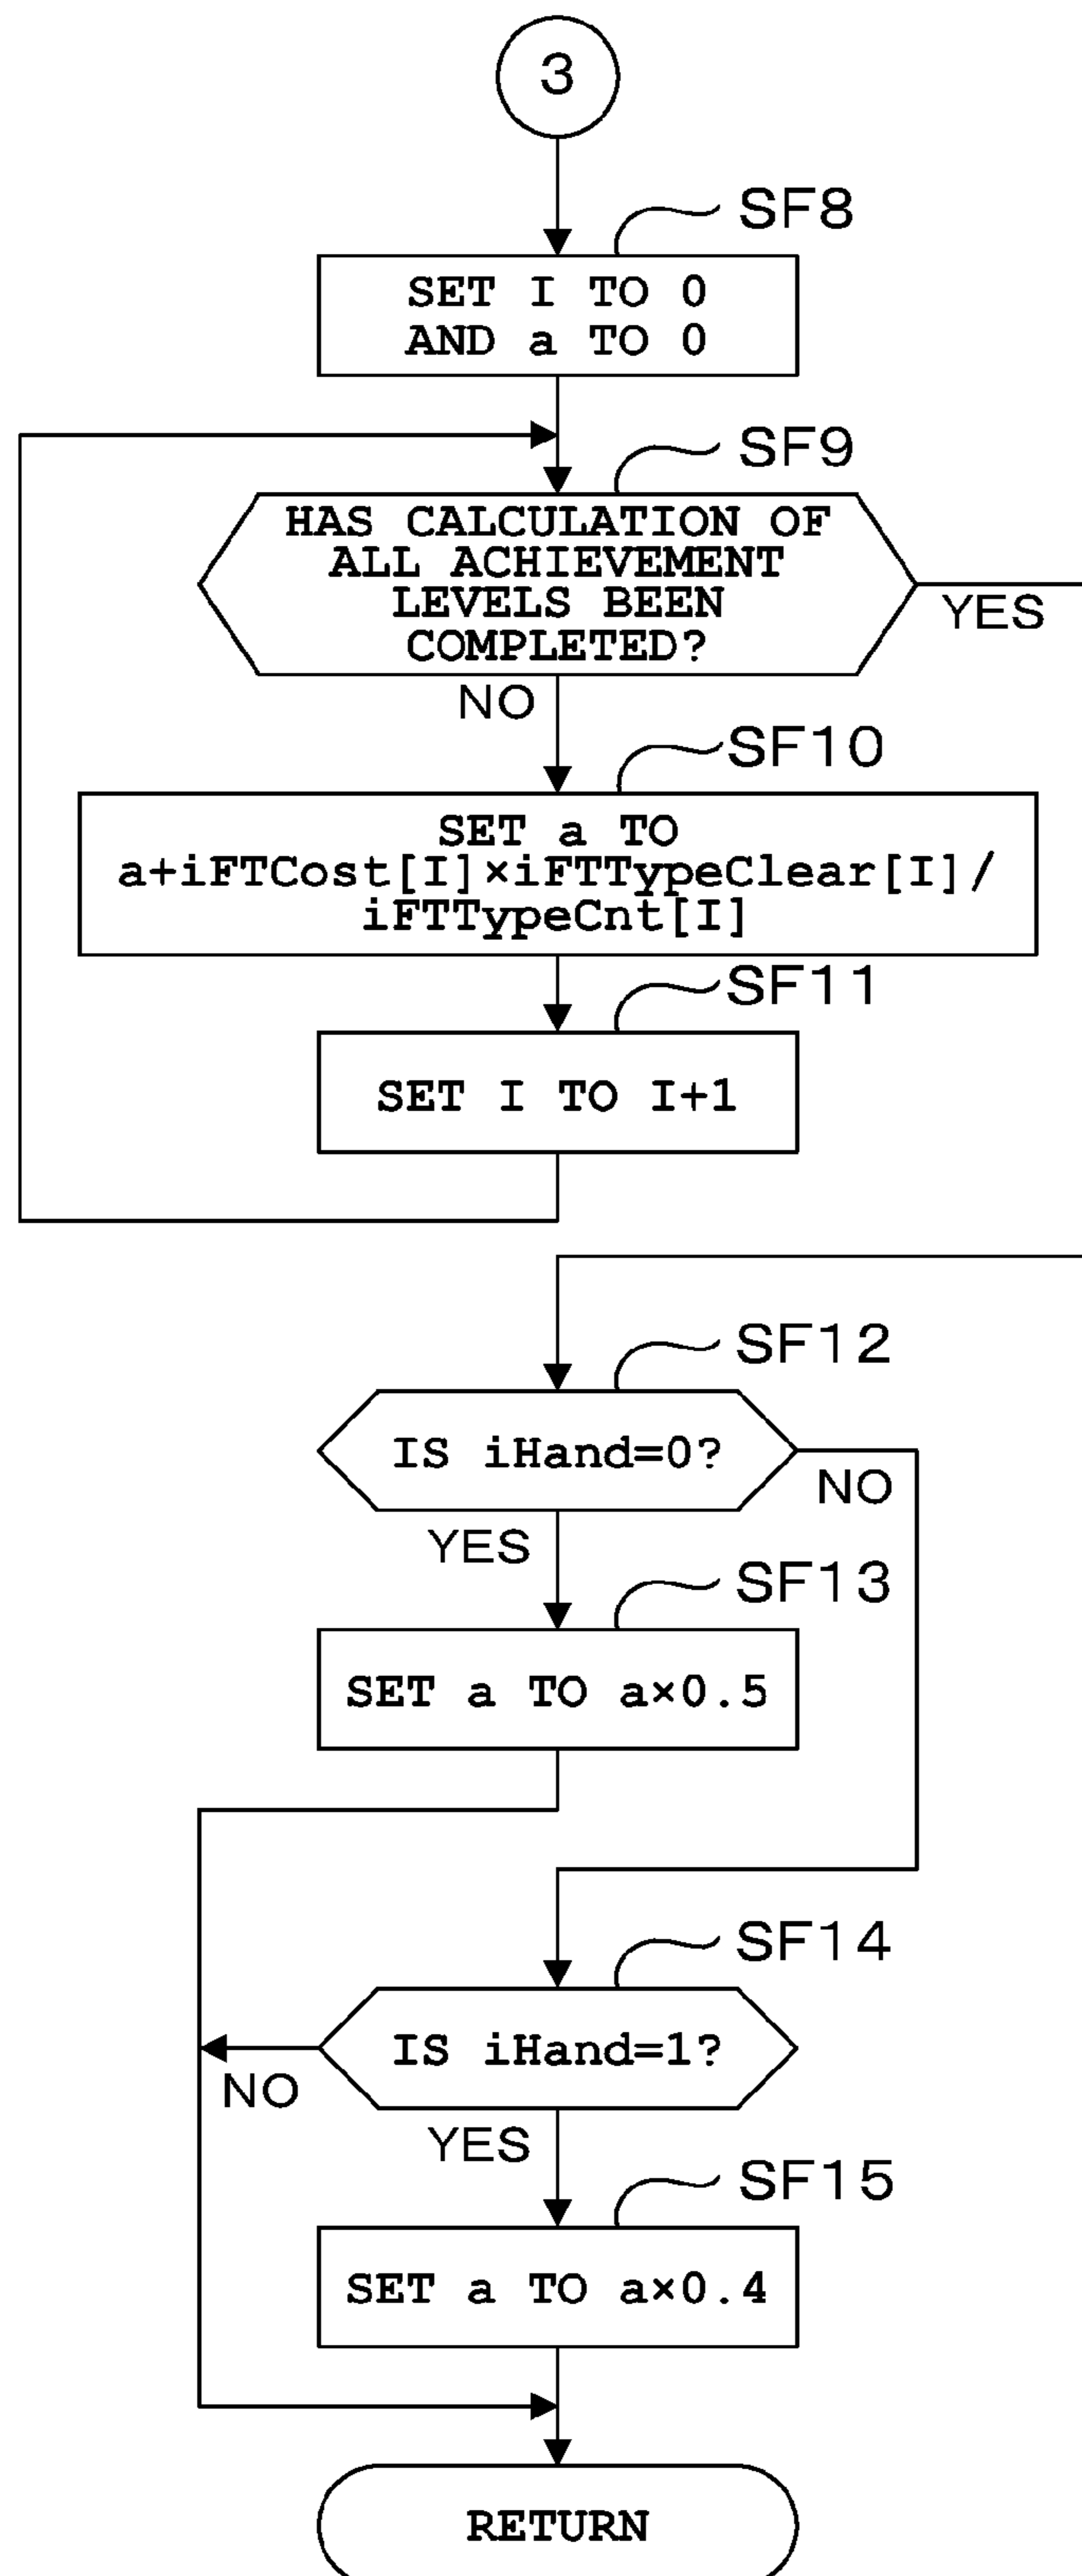 3
SF8
SET I TO 0
AND a TO 0
SF9
HAS CALCULATION OF
ALL ACHIEVEMENT
LEVELS BEEN
COMPLETED?
YES
NO
SF10
SET a TO
a+iFTCost[I]×iFTTypeClear[I]/
iFTTypeCnt[I]
SF11
SET I TO I+1
SF12
IS iHand=0?
NO
YES
SF13
SET a TO a×0.5
SF14
IS iHand=1?
NO
YES
SF15
SET a TO a×0.4
RETURN